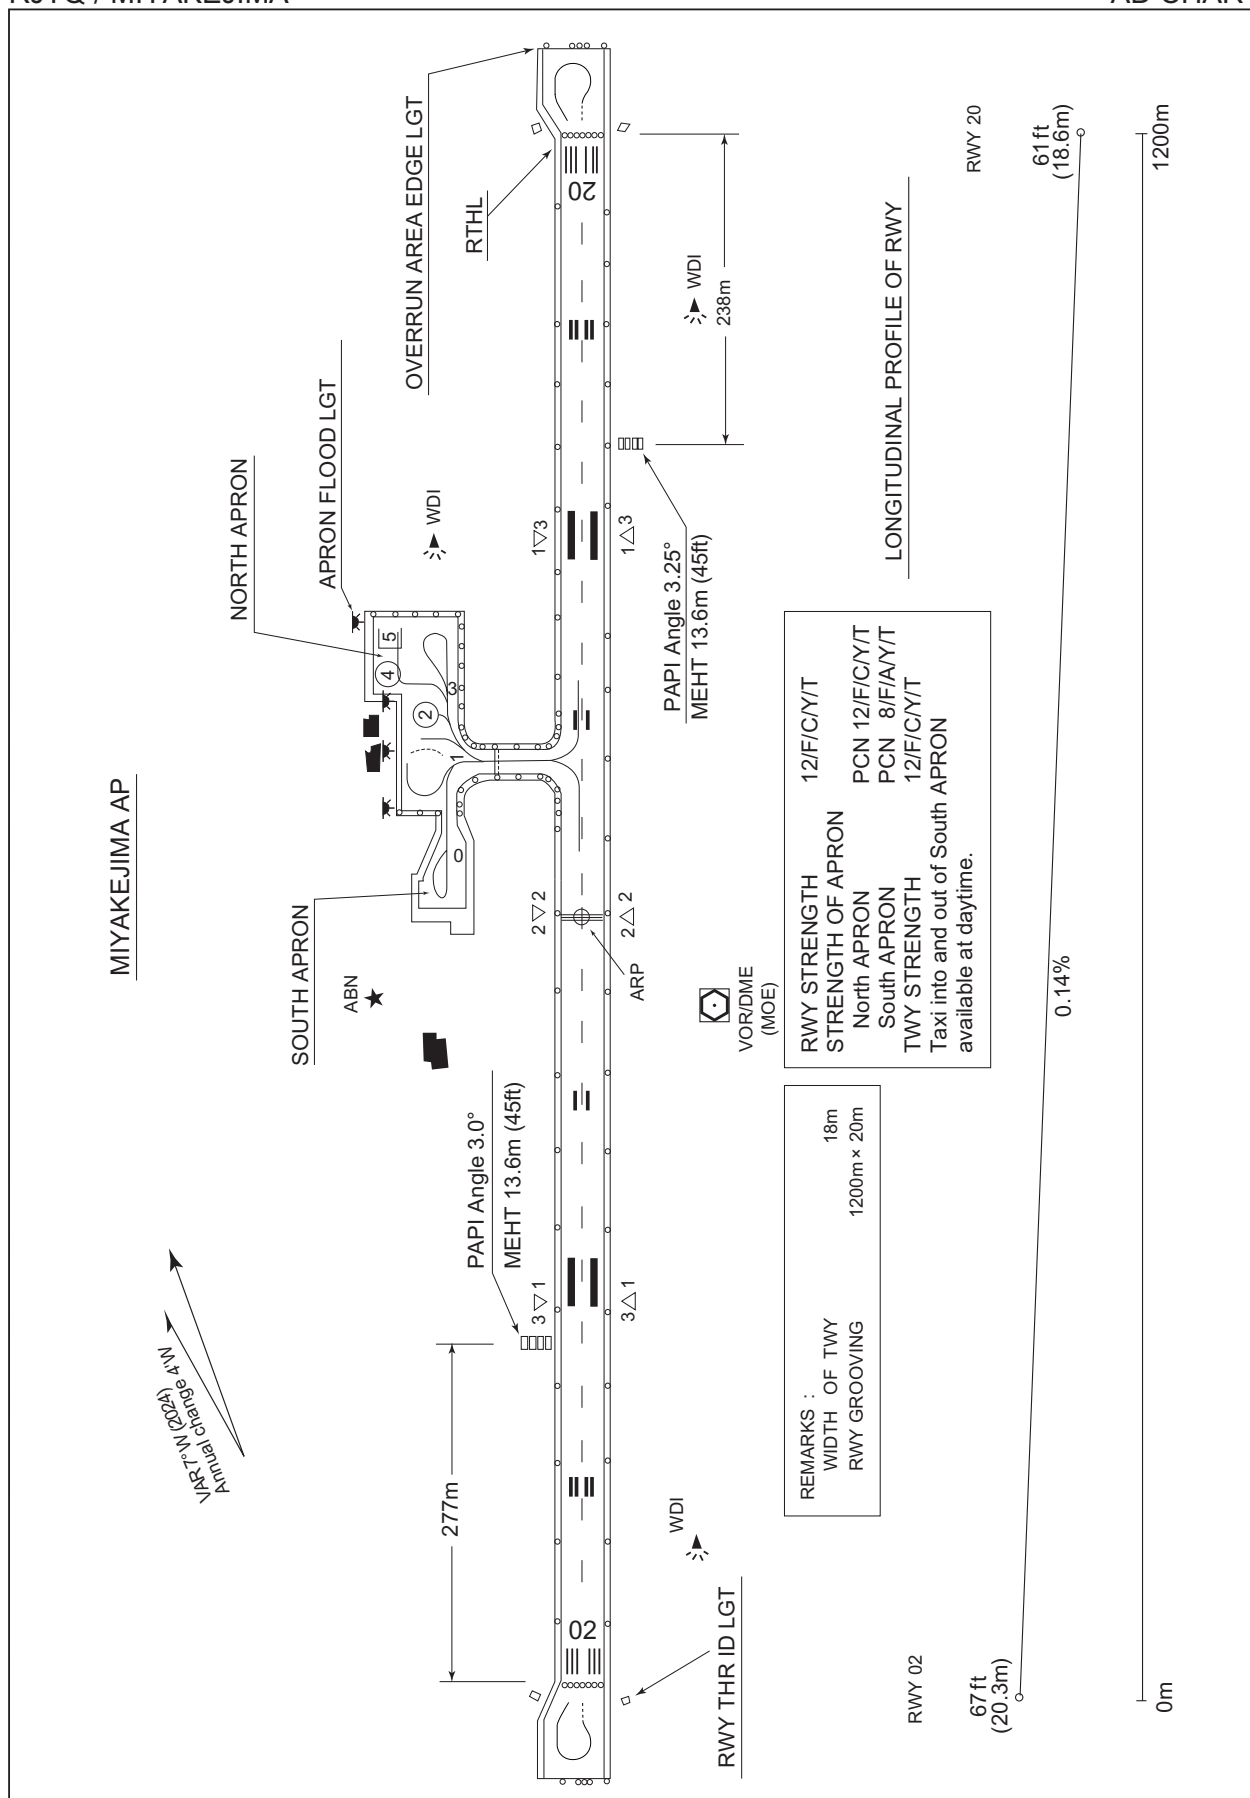 MIYAKEJIMA AP
VAR 7°W (2024)
Annual change 4'W
SOUTH APRON
NORTH APRON
APRON FLOOD LGT
OVERRUN AREA EDGE LGT
RTHL
ABN
WDI
0
1
2
3
4
5
277m
PAPI Angle 3.0°
MEHT 13.6m (45ft)
3 1
2 2
1 3
02
20
3 1
2 2
1 3
ARP
RWY THR ID LGT
WDI
VOR/DME
(MOE)
PAPI Angle 3.25°
MEHT 13.6m (45ft)
WDI
238m
REMARKS :
WIDTH OF TWY 18m
RWY GROOVING 1200m × 20m
RWY STRENGTH 12/F/C/Y/T
STRENGTH OF APRON
North APRON PCN 12/F/C/Y/T
South APRON PCN 8/F/A/Y/T
TWY STRENGTH 12/F/C/Y/T
Taxi into and out of South APRON
available at daytime.
LONGITUDINAL PROFILE OF RWY
RWY 02
67ft
(20.3m)
0.14%
RWY 20
61ft
(18.6m)
0m
1200m